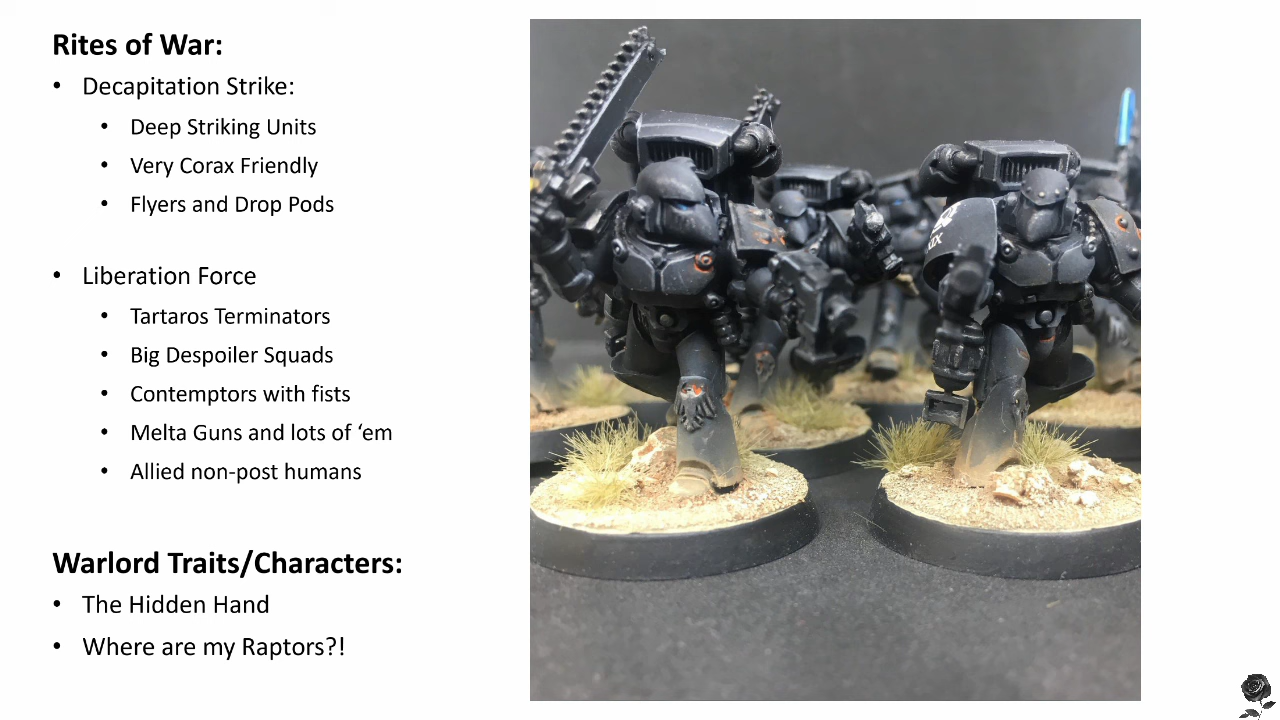 Rites of War:
• Decapitation Strike:
• Deep Striking Units
• Very Corax Friendly
• Flyers and Drop Pods
• Liberation Force
• Tartaros Terminators
• Big Despoiler Squads
• Contemptors with fists
• Melta Guns and lots of ‘em
• Allied non-post humans
Warlord Traits/Characters:
• The Hidden Hand
• Where are my Raptors?!
XIX